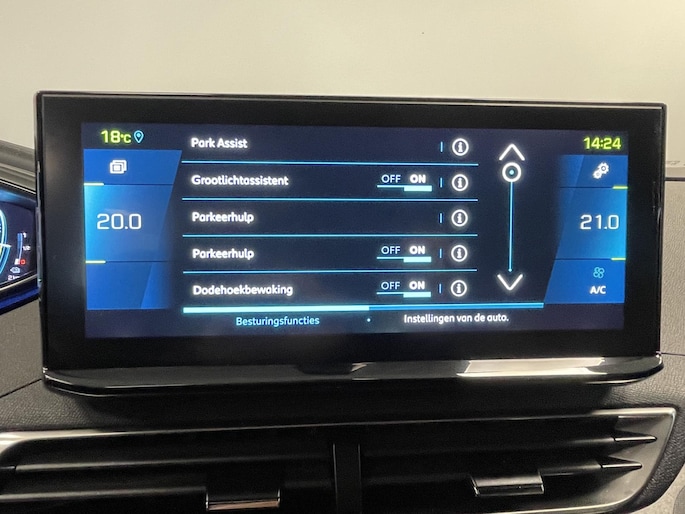 18°C 14:24
Park Assist
Grootlichtassistent OFF ON
20.0 Parkeerhulp 21.0
Parkeerhulp OFF ON
Dodehoekbewaking OFF ON A/C
Besturingsfuncties Instellingen van de auto.